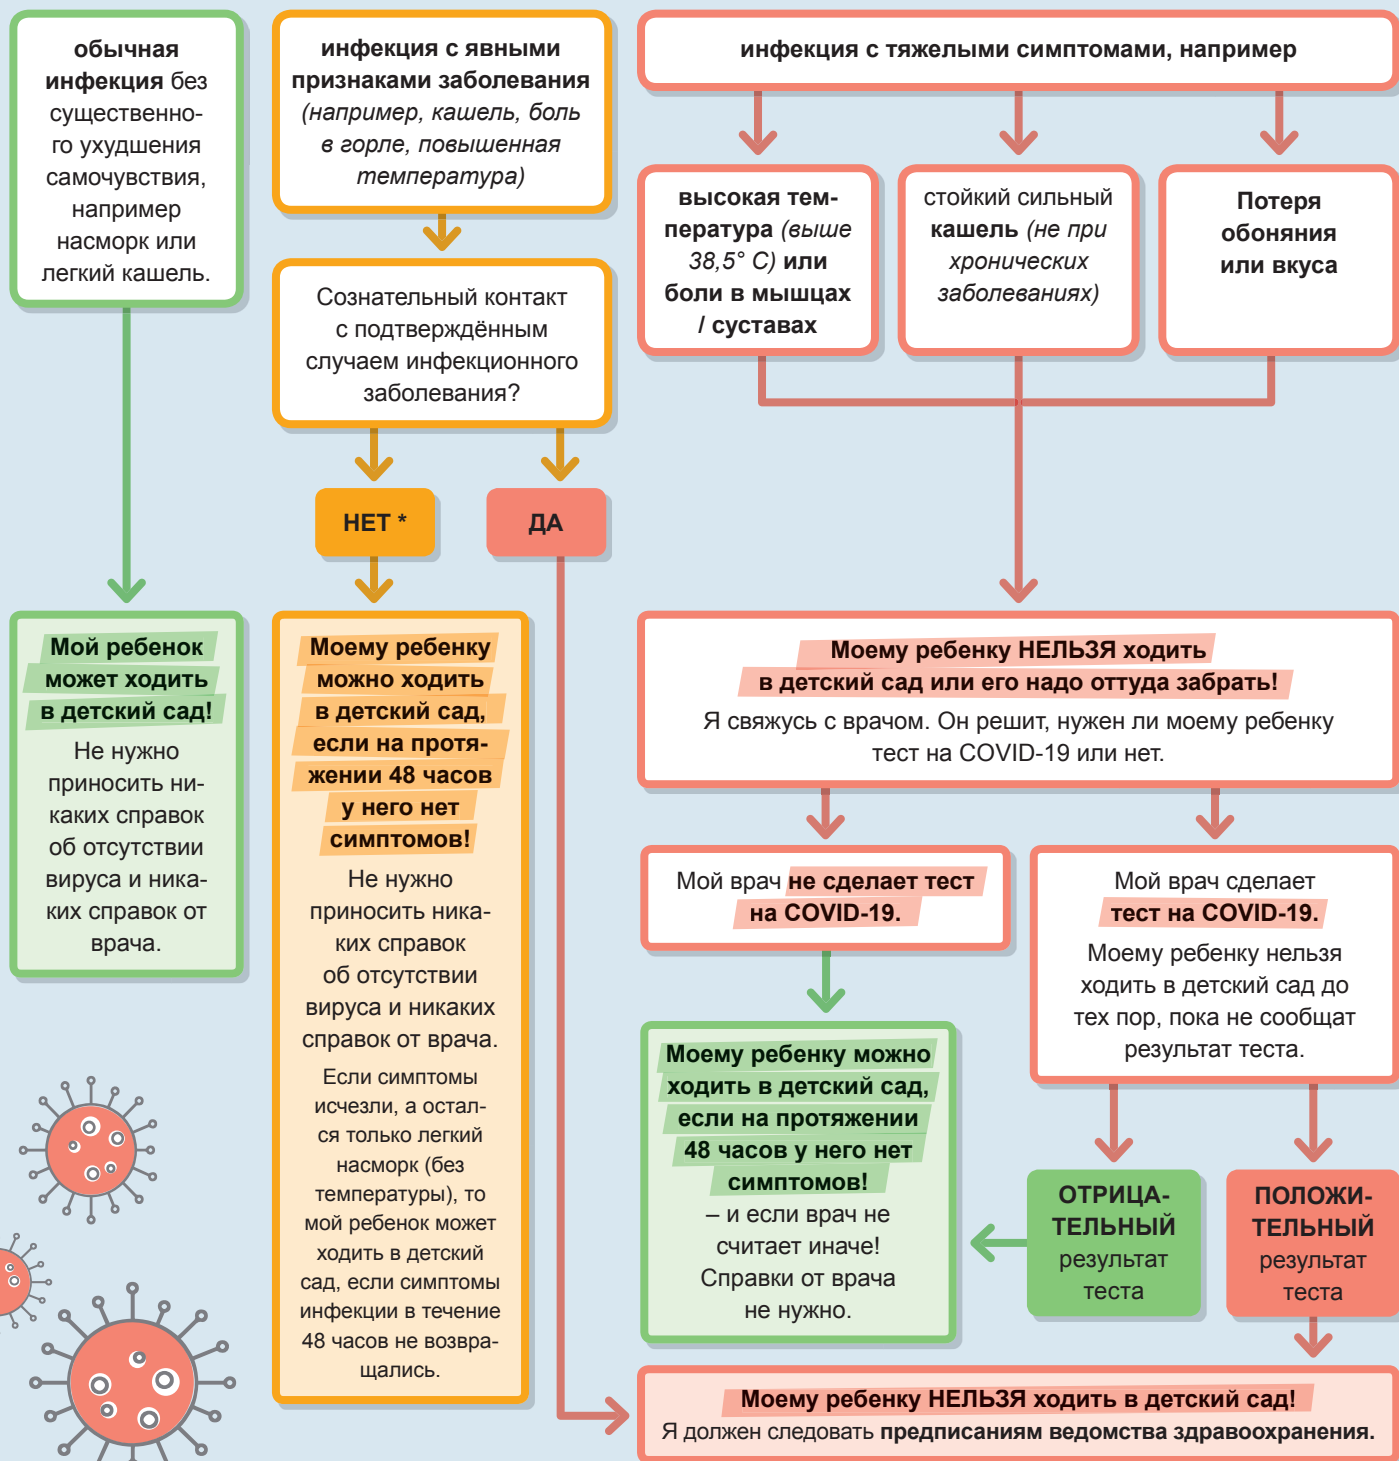 обычная
инфекция без
существенно-
го ухудшения
самочувствия,
например
насморк или
легкий кашель.
Мой ребенок
может ходить
в детский сад!
Не нужно
приносить ни-
каких справок
об отсутствии
вируса и ника-
ких справок от
врача.
инфекция с явными
признаками заболевания
(например, кашель, боль
в горле, повышенная
температура)
Сознательный контакт
с подтверждённым
случаем инфекционного
заболевания?
НЕТ *
ДА
Моему ребенку
можно ходить
в детский сад,
если на протя-
жении 48 часов
у него нет
симптомов!
Не нужно
приносить ника-
ких справок
об отсутствии
вируса и никаких
справок от врача.
Если симптомы
исчезли, а остал-
ся только легкий
насморк (без
температуры), то
мой ребенок может
ходить в детский
сад, если симптомы
инфекции в течение
48 часов не возвра-
щались.
инфекция с тяжелыми симптомами, например
высокая тем-
пература (выше
38,5° C) или
боли в мышцах
/ суставах
стойкий сильный
кашель (не при
хронических
заболеваниях)
Потеря
обоняния
или вкуса
Моему ребенку НЕЛЬЗЯ ходить
в детский сад или его надо оттуда забрать!
Я свяжусь с врачом. Он решит, нужен ли моему ребенку
тест на COVID-19 или нет.
Мой врач не сделает тест
на COVID-19.
Мой врач сделает
тест на COVID-19.
Моему ребенку нельзя
ходить в детский сад до
тех пор, пока не сообщат
результат теста.
Моему ребенку можно
ходить в детский сад,
если на протяжении
48 часов у него нет
симптомов!
– и если врач не
считает иначе!
Справки от врача
не нужно.
ОТРИЦА-
ТЕЛЬНЫЙ
результат
теста
ПОЛОЖИ-
ТЕЛЬНЫЙ
результат
теста
Моему ребенку НЕЛЬЗЯ ходить в детский сад!
Я должен следовать предписаниям ведомства здравоохранения.